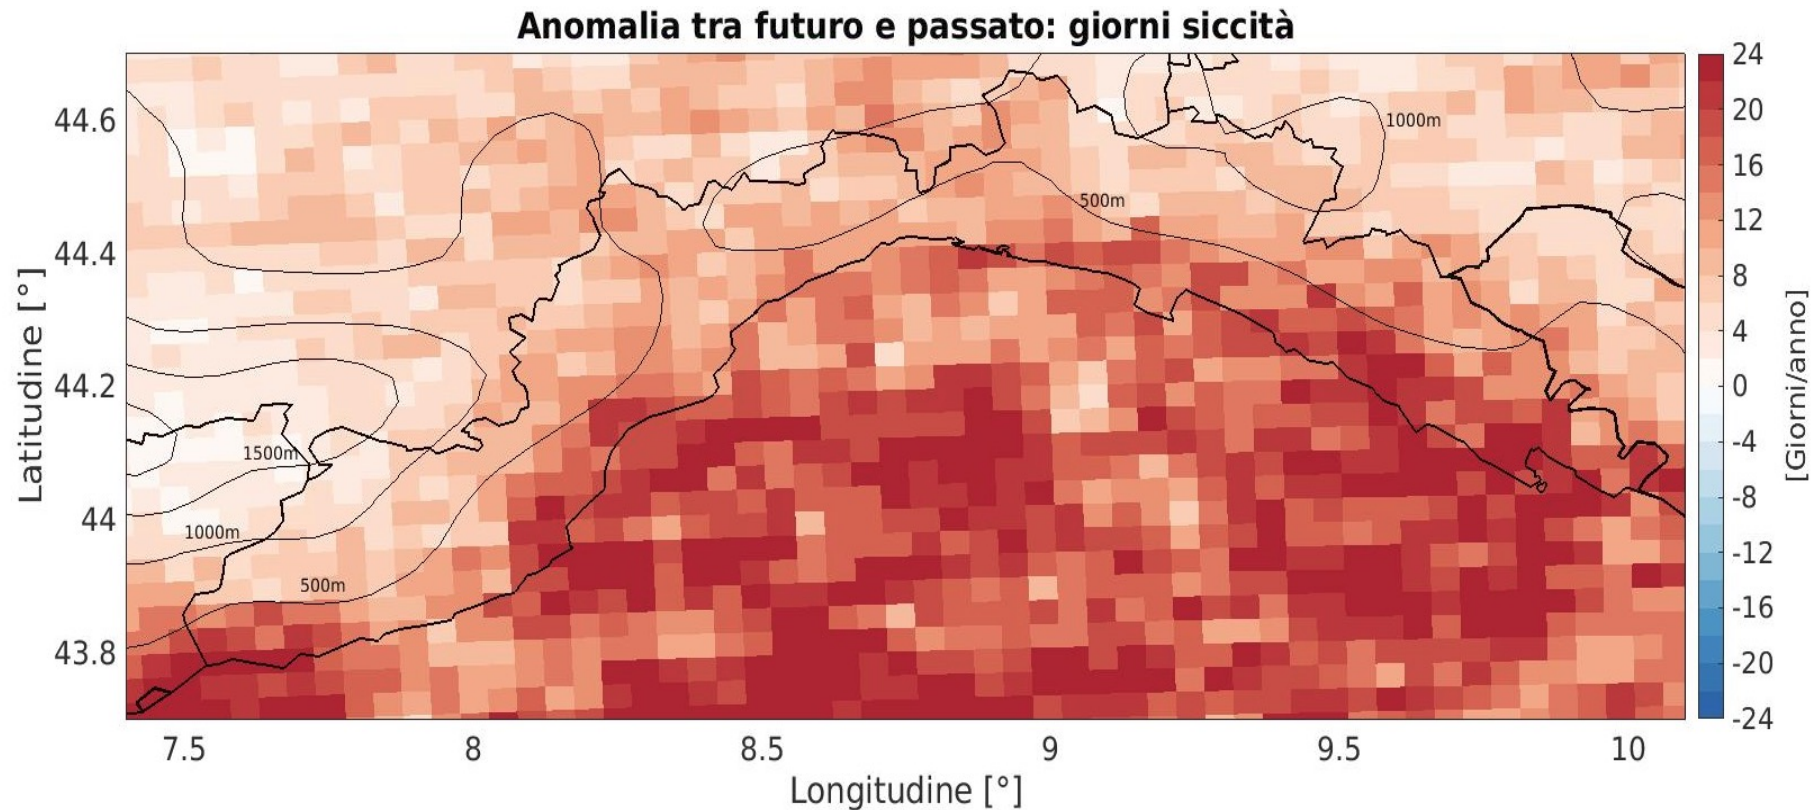 Anomalia tra futuro e passato: giorni siccità
Latitudine [°]
44.6
44.4
44.2
44
43.8
1000m
500m
1500m
1000m
500m
7.5
8
8.5
9
9.5
10
Longitudine [°]
24
20
16
12
8
4
0
-4
-8
-12
-16
-20
-24
[Giorni/anno]